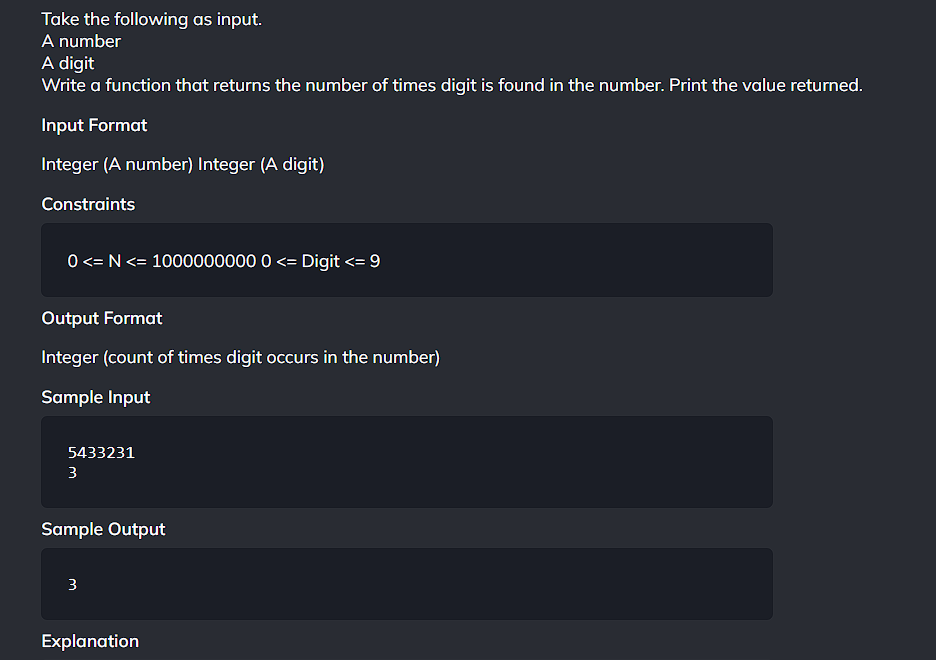 Take the following as input.
A number
A digit
Write a function that returns the number of times digit is found in the number. Print the value returned.
Input Format
Integer (A number) Integer (A digit)
Constraints
0 <= N <= 1000000000 0 <= Digit <= 9
Output Format
Integer (count of times digit occurs in the number)
Sample Input
5433231
3
Sample Output
3
Explanation